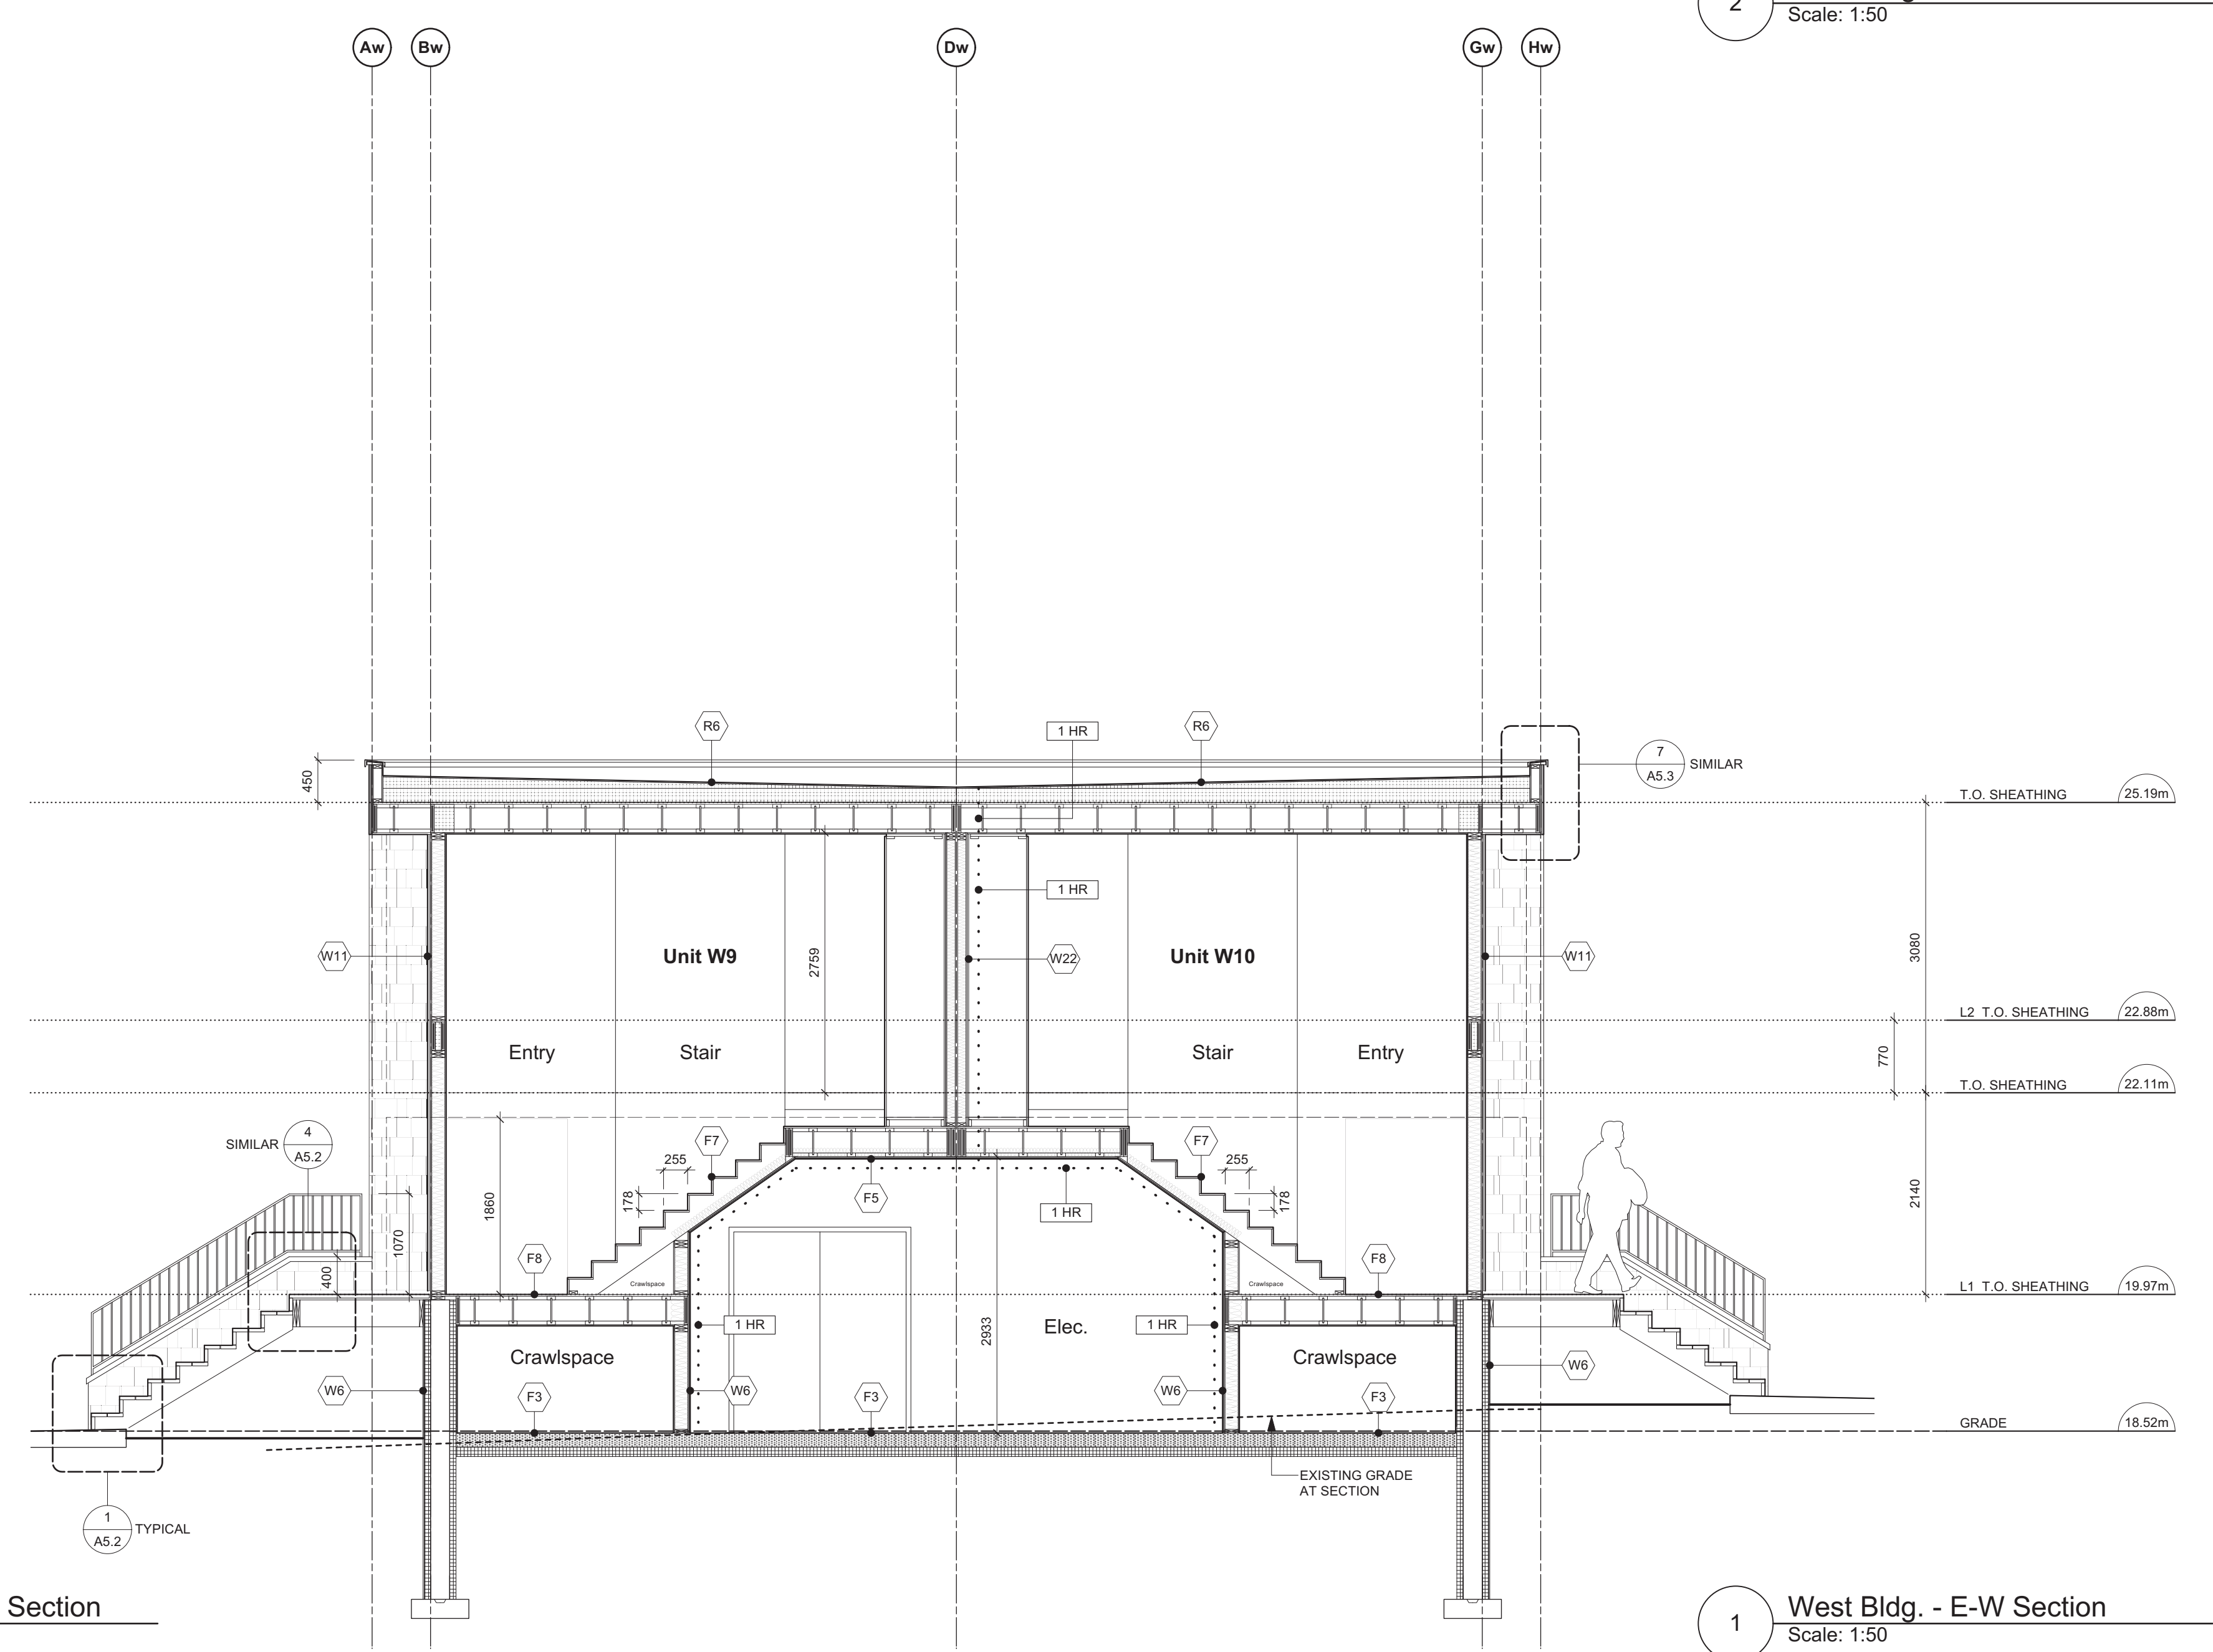 2
Scale: 1:50
Aw
Bw
Dw
Gw
Hw
R6
1 HR
R6
7
A5.3
SIMILAR
450
T.O. SHEATHING
25.19m
1 HR
W11
Unit W9
2759
W22
Unit W10
W11
3080
L2 T.O. SHEATHING
22.88m
Entry
Stair
Stair
Entry
770
T.O. SHEATHING
22.11m
SIMILAR
4
A5.2
F7
F7
255
255
178
178
F5
1 HR
1860
1070
2140
400
F8
F8
Crawlspace
Crawlspace
L1 T.O. SHEATHING
19.97m
1 HR
2933
Elec.
1 HR
Crawlspace
Crawlspace
W6
F3
W6
F3
W6
F3
W6
GRADE
18.52m
EXISTING GRADE
AT SECTION
1
A5.2
TYPICAL
Section
1
West Bldg. - E-W Section
Scale: 1:50